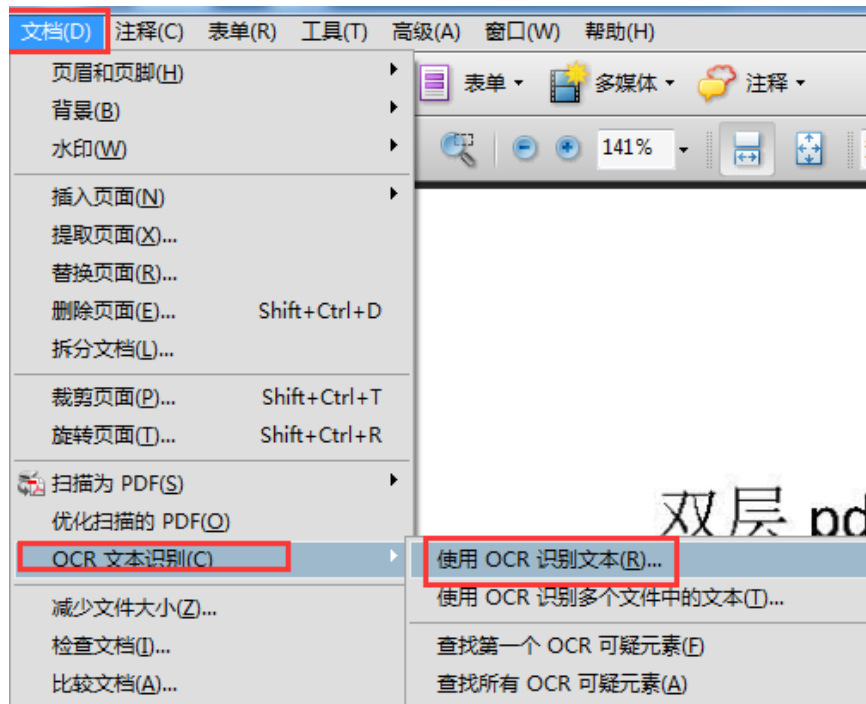 文档(D) 注释(C) 表单(R) 工具(T) 高级(A) 窗口(W) 帮助(H)
页眉和页脚(H)
表单 多媒体 注释
背景(B)
水印(W)
141%
插入页面(N)
提取页面(X)...
替换页面(R)...
删除页面(E)... Shift+Ctrl+D
拆分文档(L)...
裁剪页面(P)... Shift+Ctrl+T
旋转页面(T)... Shift+Ctrl+R
扫描为 PDF(S)
优化扫描的 PDF(O)
双层 pd
OCR 文本识别(C)
使用 OCR 识别文本(R)...
使用 OCR 识别多个文件中的文本(T)...
减少文件大小(Z)...
检查文档(I)...
查找第一个 OCR 可疑元素(F)
比较文档(A)...
查找所有 OCR 可疑元素(A)